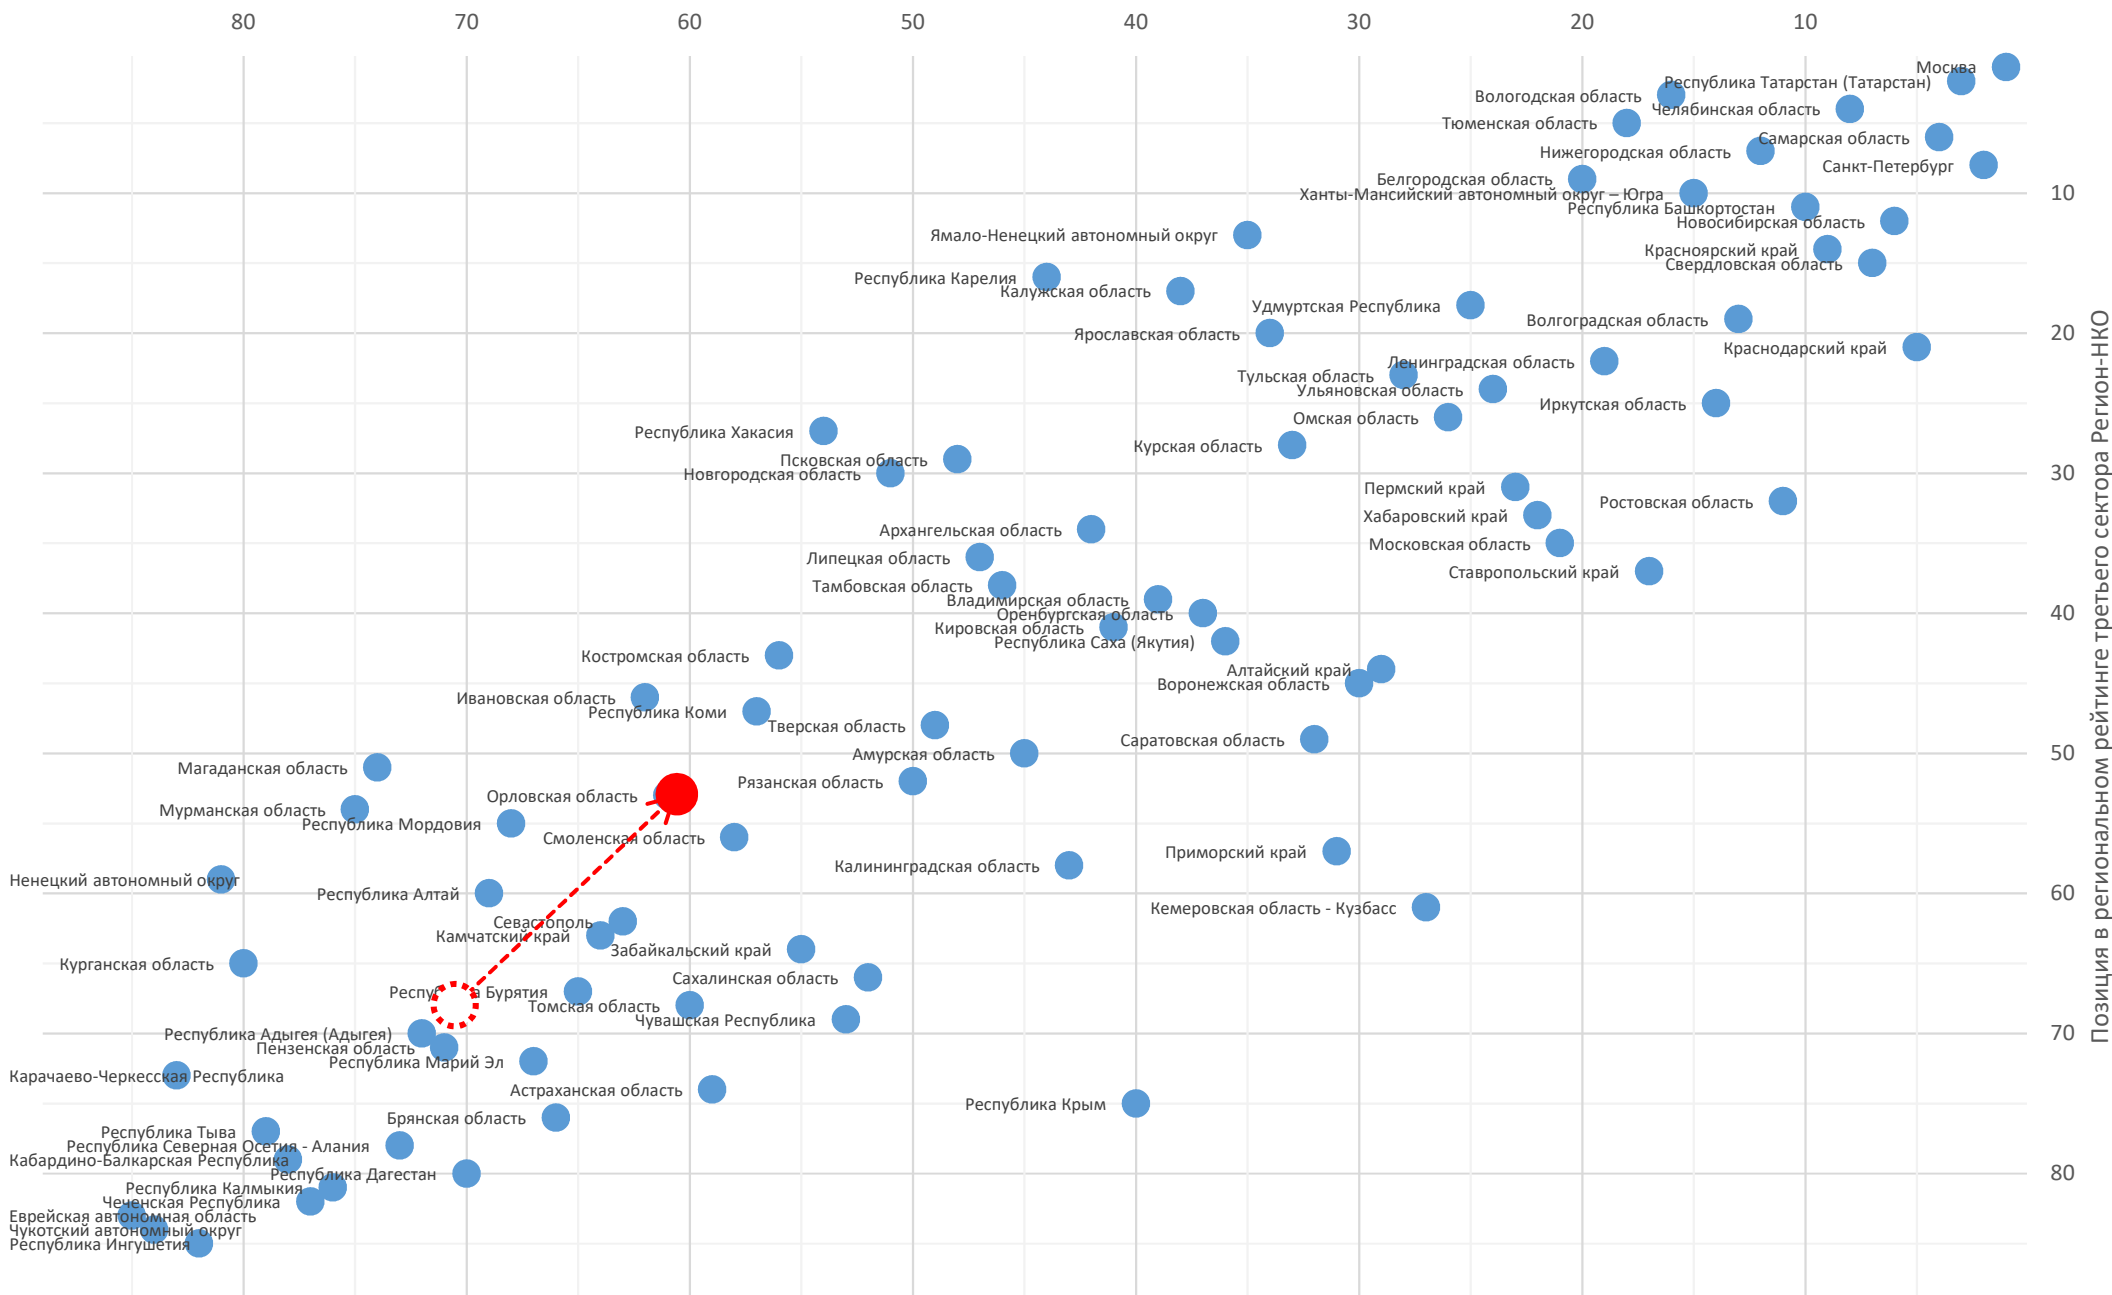 80 70 60 50 40 30 20 10
Москва
Республика Татарстан (Татарстан)
Вологодская область
Челябинская область
Тюменская область
Самарская область
Нижегородская область
Санкт-Петербург
Белгородская область
10
Ханты-Мансийский автономный округ – Югра
Республика Башкортостан
Новосибирская область
Ямало-Ненецкий автономный округ
Красноярский край
Свердловская область
Республика Карелия
Калужская область
Удмуртская Республика
Волгоградская область
20
Ярославская область
Краснодарский край
Ленинградская область
Тульская область
Ульяновская область
Иркутская область
Омская область
Республика Хакасия
Курская область
Псковская область
30
Новгородская область
Пермский край
Ростовская область
Хабаровский край
Архангельская область
Московская область
Липецкая область
Ставропольский край
Тамбовская область
Владимирская область
40
Оренбургская область
Кировская область
Республика Саха (Якутия)
Костромская область
Алтайский край
Воронежская область
Ивановская область
Республика Коми
Тверская область
Саратовская область
50
Амурская область
Магаданская область
Рязанская область
Орловская область
Мурманская область
Республика Мордовия
Смоленская область
Приморский край
Калининградская область
Ненецкий автономный округ
60
Республика Алтай
Кемеровская область - Кузбасс
Севастополь
Камчатский край
Забайкальский край
Курганская область
Сахалинская область
Республика Бурятия
Томская область
Чувашская Республика
70
Республика Адыгея (Адыгея)
Пензенская область
Республика Марий Эл
Карачаево-Черкесская Республика
Астраханская область
Республика Крым
Брянская область
Республика Тыва
Республика Северная Осетия - Алания
Кабардино-Балкарская Республика
80
Республика Дагестан
Республика Калмыкия
Чеченская Республика
Еврейская автономная область
Чукотский автономный округ
Республика Ингушетия
Позиция в региональном рейтинге третьего сектора Регион-НКО